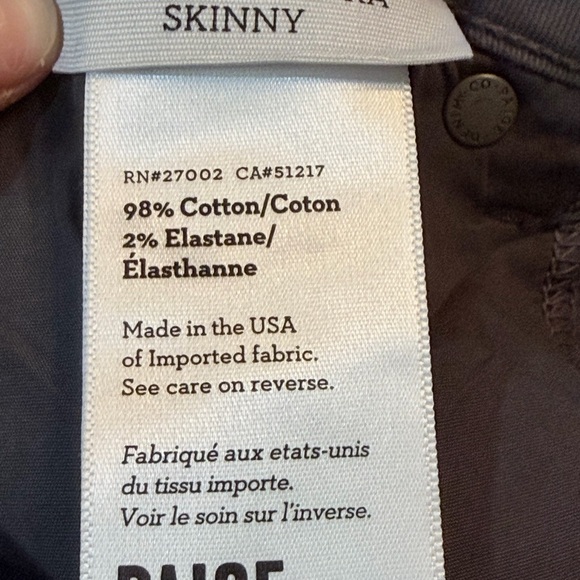 SKINNY
RN#27002 CA#51217
98% Cotton/Coton
2% Elastane/
Élasthanne
Made in the USA
of Imported fabric.
See care on reverse.
Fabriqué aux etats-unis
du tissu importe.
Voir le soin sur l'inverse.
PAIGE